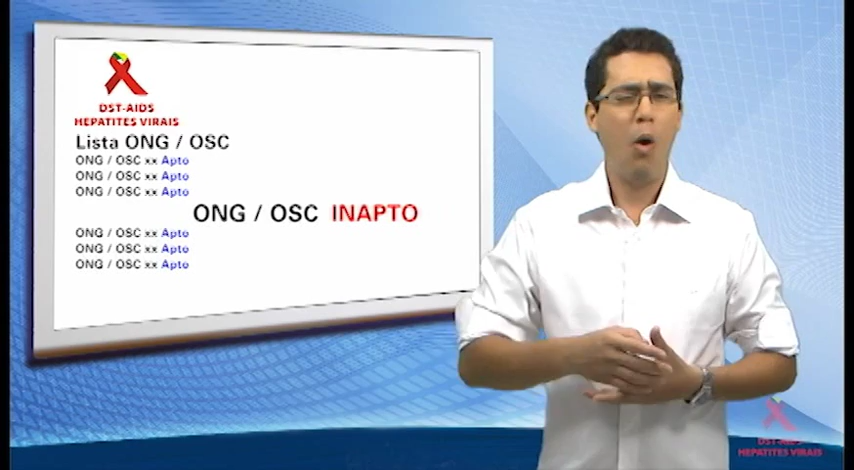 DST-AIDS
HEPATITES VIRAIS
Lista ONG / OSC
ONG / OSC xx Apto
ONG / OSC xx Apto
ONG / OSC xx Apto
ONG / OSC INAPTO
ONG / OSC xx Apto
ONG / OSC xx Apto
ONG / OSC xx Apto
DST-AIDS
HEPATITES VIRAIS